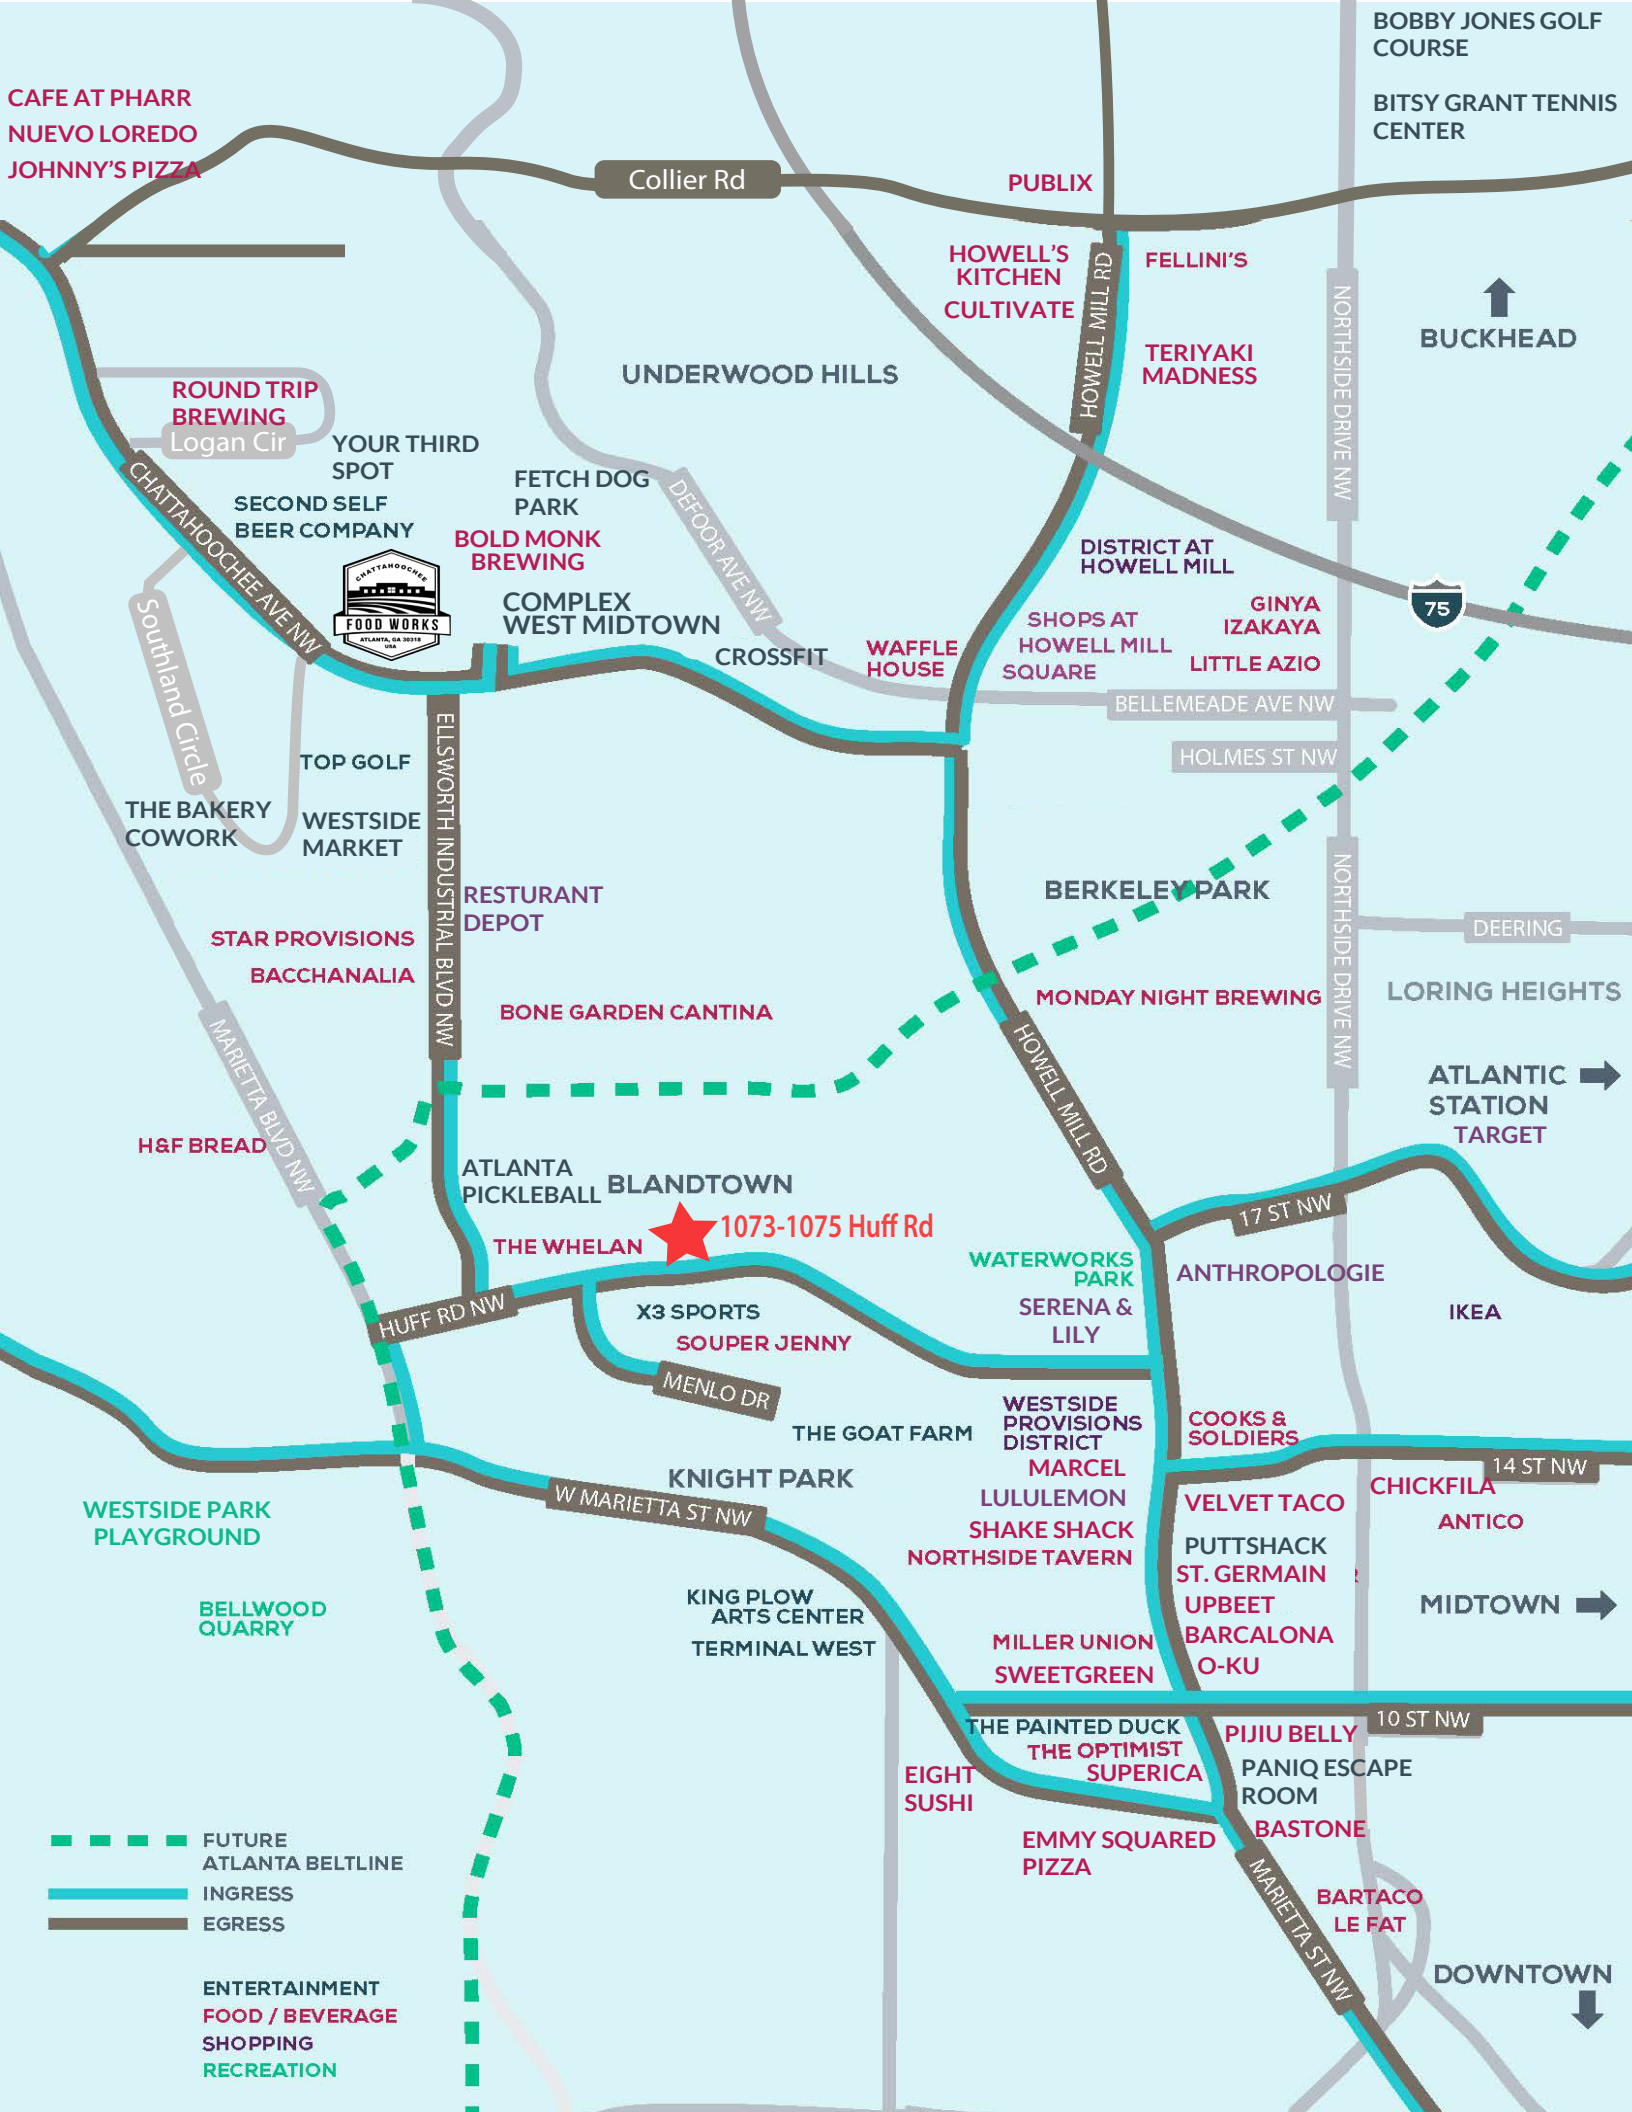 BOBBY JONES GOLF
COURSE
BITSY GRANT TENNIS
CENTER
CAFE AT PHARR
NUEVO LOREDO
JOHNNY'S PIZZA
Collier Rd
PUBLIX
HOWELL'S
KITCHEN
CULTIVATE
HOWELL MILL RD
FELLINI'S
TERIYAKI
MADNESS
NORTHSIDE DRIVE NW
BUCKHEAD
UNDERWOOD HILLS
ROUND TRIP
BREWING
Logan Cir
YOUR THIRD
SPOT
SECOND SELF
BEER COMPANY
CHATTAHOOCHEE AVE NW
FETCH DOG
PARK
BOLD MONK
BREWING
DEFOOR AVE NW
CHATTAHOOCHEE
FOOD WORKS
ATLANTA, GA 30318
USA
COMPLEX
WEST MIDTOWN
CROSSFIT
DISTRICT AT
HOWELL MILL
75
GINYA
IZAKAYA
SHOPS AT
HOWELL MILL
SQUARE
LITTLE AZIO
WAFFLE
HOUSE
BELLEMEADE AVE NW
HOLMES ST NW
Southland Circle
TOP GOLF
ELLSWORTH INDUSTRIAL BLVD NW
THE BAKERY
COWORK
WESTSIDE
MARKET
RESTURANT
DEPOT
BERKELEY PARK
NORTHSIDE DRIVE NW
DEERING
STAR PROVISIONS
BACCHANALIA
BONE GARDEN CANTINA
MONDAY NIGHT BREWING
LORING HEIGHTS
MARIETTA BLVD NW
HOWELL MILL RD
ATLANTIC
STATION
TARGET
H&F BREAD
ATLANTA
PICKLEBALL
BLANDTOWN
1073-1075 Huff Rd
THE WHELAN
17 ST NW
WATERWORKS
PARK
ANTHROPOLOGIE
SERENA &
LILY
IKEA
HUFF RD NW
X3 SPORTS
SOUPER JENNY
MENLO DR
THE GOAT FARM
WESTSIDE
PROVISIONS
DISTRICT
COOKS &
SOLDIERS
MARCEL
14 ST NW
KNIGHT PARK
W MARIETTA ST NW
LULULEMON
VELVET TACO
CHICKFILA
ANTICO
WESTSIDE PARK
PLAYGROUND
SHAKE SHACK
NORTHSIDE TAVERN
PUTTSHACK
ST. GERMAIN
UPBEET
BARCALONA
O-KU
MIDTOWN
BELLWOOD
QUARRY
KING PLOW
ARTS CENTER
TERMINAL WEST
MILLER UNION
SWEETGREEN
10 ST NW
THE PAINTED DUCK
THE OPTIMIST
SUPERICA
PIJIU BELLY
PANIQ ESCAPE
ROOM
EIGHT
SUSHI
EMMY SQUARED
PIZZA
BASTONE
MARIETTA ST NW
BARTACO
LE FAT
DOWNTOWN
FUTURE
ATLANTA BELTLINE
INGRESS
EGRESS
ENTERTAINMENT
FOOD / BEVERAGE
SHOPPING
RECREATION